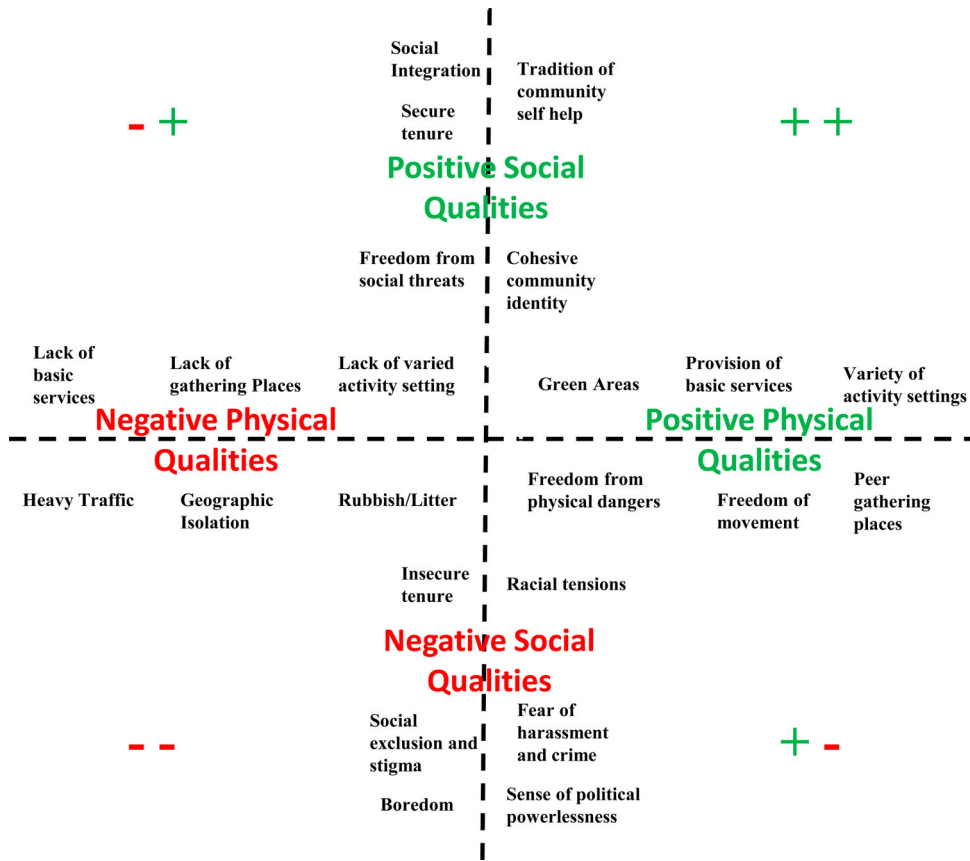 Social
Integration
Tradition of
community
self help
Secure
tenure
- +
+ +
Positive Social
Qualities
Freedom from
social threats
Cohesive
community
identity
Lack of
basic
services
Lack of
gathering Places
Lack of varied
activity setting
Green Areas
Provision of
basic services
Variety of
activity settings
Negative Physical
Qualities
Positive Physical
Qualities
Heavy Traffic
Geographic
Isolation
Rubbish/Litter
Freedom from
physical dangers
Freedom of
movement
Peer
gathering
places
Insecure
tenure
Racial tensions
Negative Social
Qualities
Social
exclusion and
stigma
Fear of
harassment
and crime
- -
+ -
Boredom
Sense of political
powerlessness